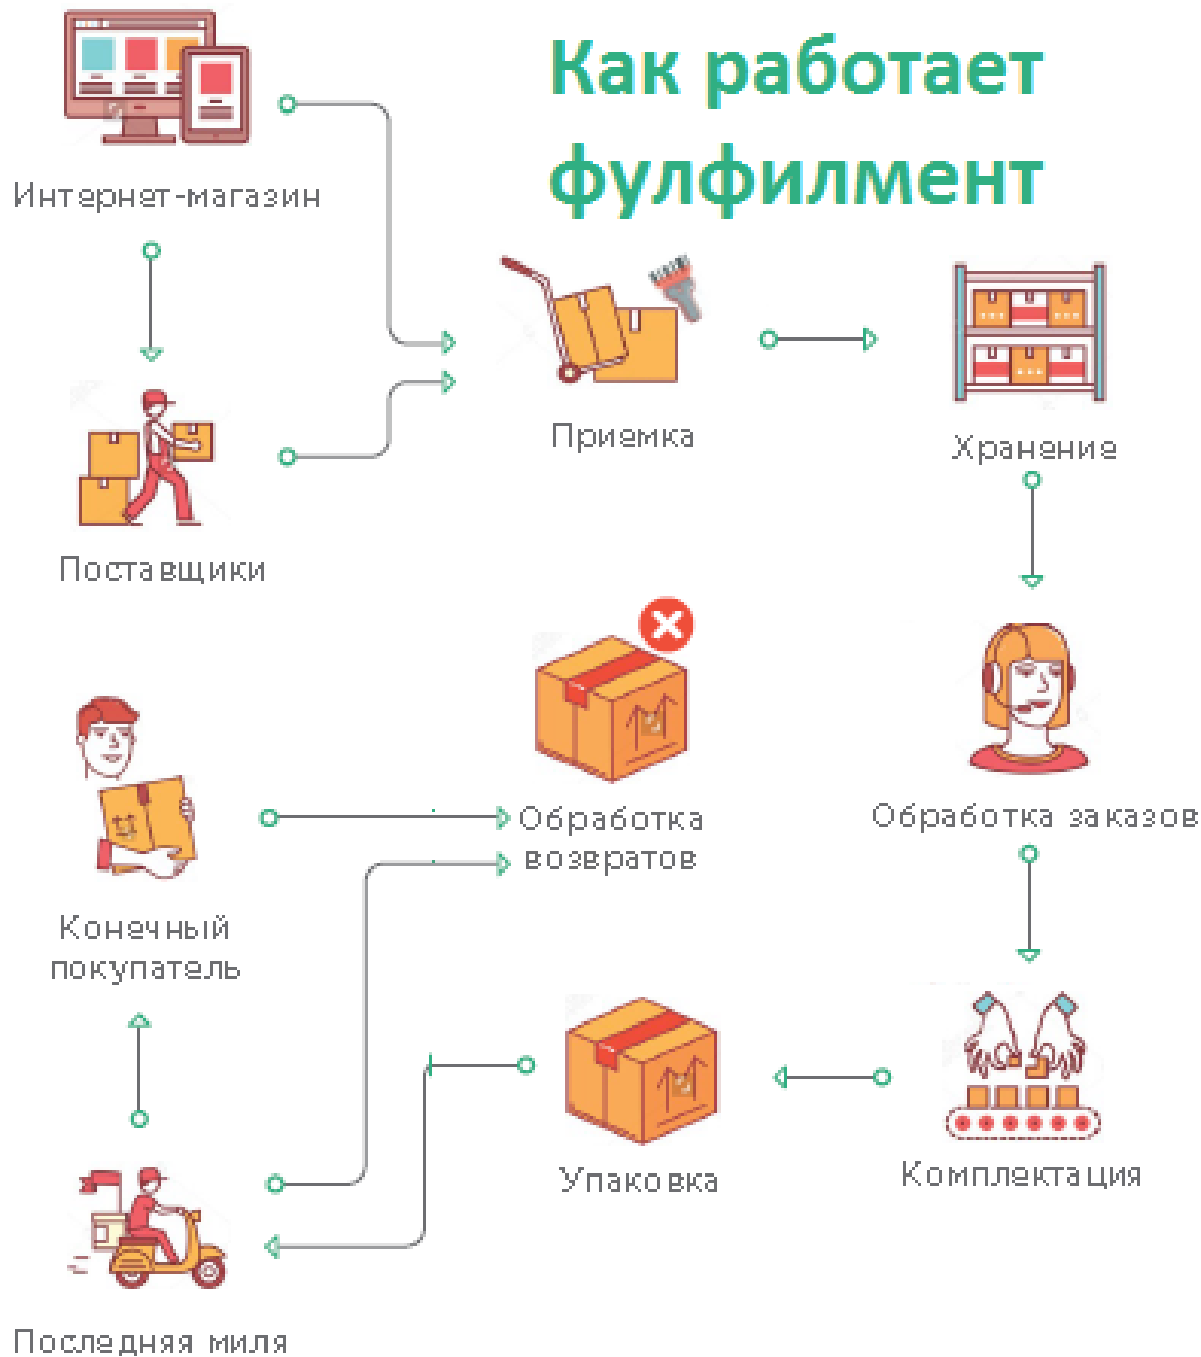 Как работает
фулфилмент
Интернет-магазин
Приемка
Хранение
Поставщики
Обработка
возвратов
Обработка заказов
Конечный
покупатель
Упаковка
Комплектация
Последняя миля